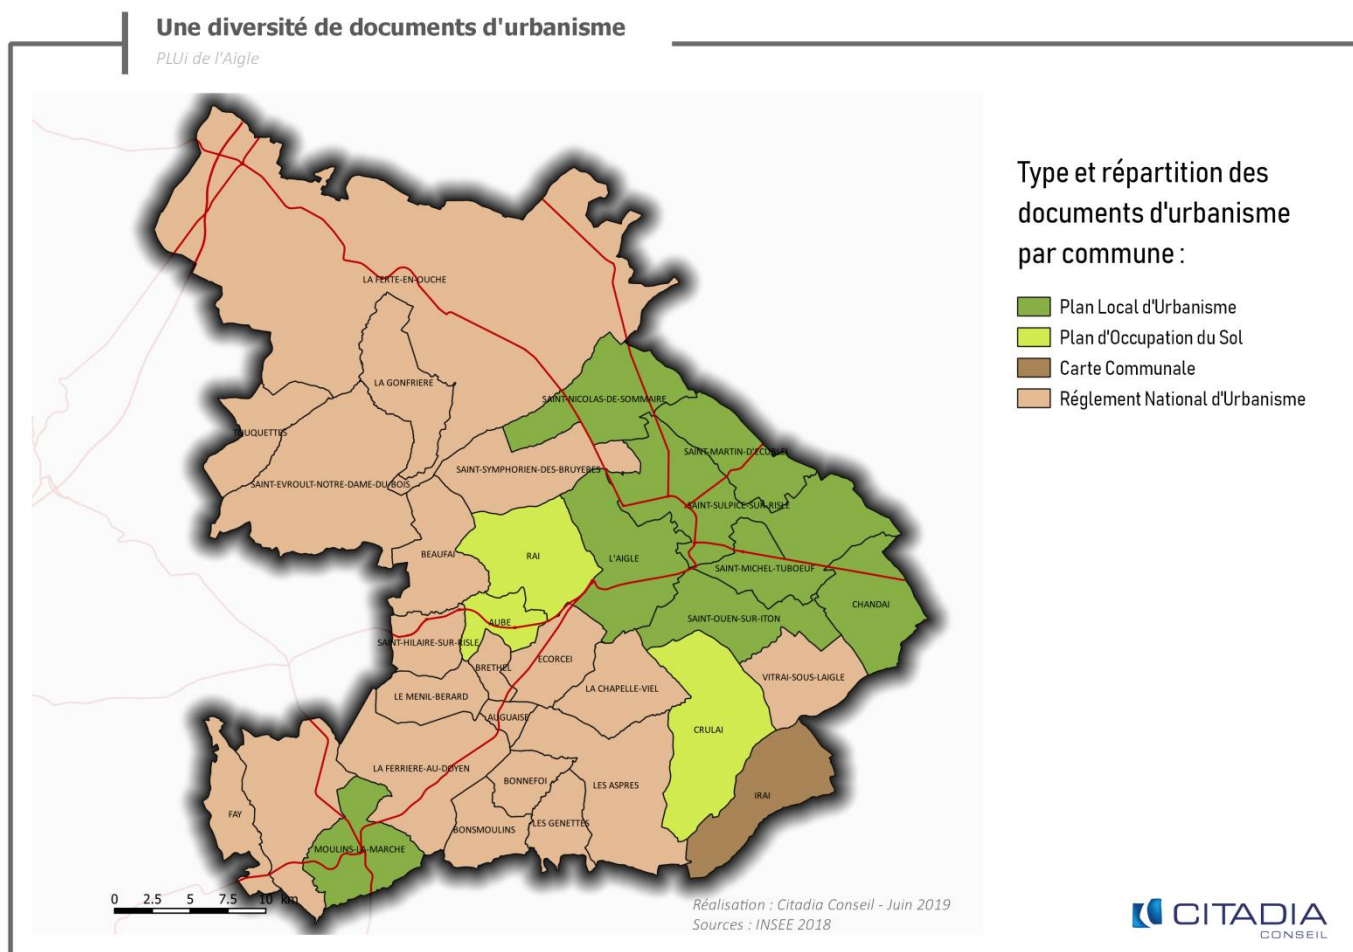 Une diversité de documents d'urbanisme
PLUi de l'Aigle
Type et répartition des
documents d'urbanisme
par commune :
Plan Local d'Urbanisme
Plan d'Occupation du Sol
Carte Communale
Réglement National d'Urbanisme
LA FERTE-EN-OUCHE
LA GONFRIERE
SAINT-NICOLAS-DE-SOMMAIRE
TOUQUETTES
SAINT-MARTIN-D'ECUBLEI
SAINT-SYMPHORIEN-DES-BRUYERES
SAINT-EVROULT-NOTRE-DAME-DU-BOIS
SAINT-SULPICE-SUR-RISLE
BEAUFAI
RAI
L'AIGLE
SAINT-MICHEL-TUBOEUF
CHANDAI
AUBE
SAINT-OUEN-SUR-ITON
SAINT-HILAIRE-SUR-RISLE
BRETHEL
ECORCEI
VITRAI-SOUS-LAIGLE
LE MENIL-BERARD
LA CHAPELLE-VIEL
AUGUAISE
CRULAI
LA FERRIERE-AU-DOYEN
BONNEFOI
LES ASPRES
IRAI
FAY
BONSMOULINS
LES GENETTES
MOULINS-LA-MARCHE
0 2.5 5 7.5 10 km
Réalisation : Citadia Conseil - Juin 2019
Sources : INSEE 2018
CITADIA
CONSEIL